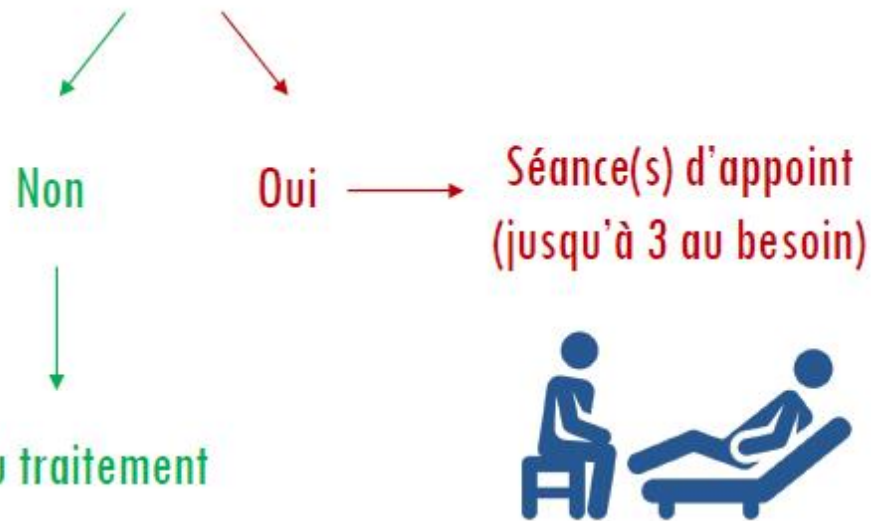 Non
Oui
Séance(s) d'appoint
(jusqu'à 3 au besoin)
traitement